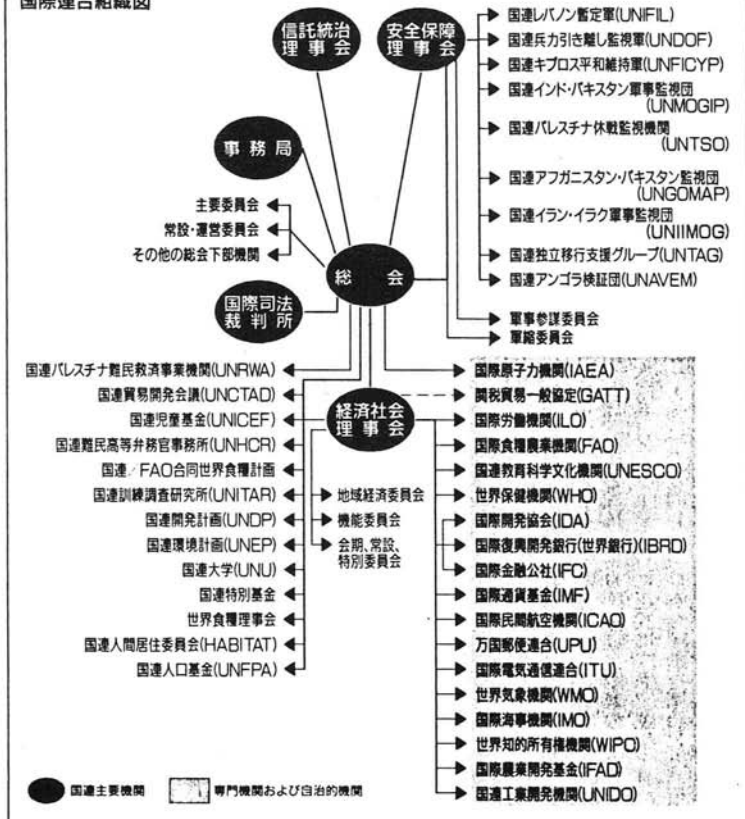 国際連合組織図
信託統治
理事会
安全保障
理事会
事務局
総会
国際司法
裁判所
経済社会
理事会
国連レバノン暫定軍(UNIFIL)
国連兵力引き離し監視軍(UNDOF)
国連キプロス平和維持軍(UNFICYP)
国連インド・パキスタン軍事監視団
(UNMOGIP)
国連パレスチナ休戦監視機関
(UNTSO)
国連アフガニスタン・パキスタン監視団
(UNGOMAP)
国連イラン・イラク軍事監視団
(UNIIMOG)
国連独立移行支援グループ(UNTAG)
国連アンゴラ検証団(UNAVEM)
軍事参謀委員会
軍縮委員会
主要委員会
常設・運営委員会
その他の総会下部機関
国連パレスチナ難民救済事業機関(UNRWA)
国連貿易開発会議(UNCTAD)
国連児童基金(UNICEF)
国連難民高等弁務官事務所(UNHCR)
国連/FAO合同世界食糧計画
国連訓練調査研究所(UNITAR)
国連開発計画(UNDP)
国連環境計画(UNEP)
国連大学(UNU)
国連特別基金
世界食糧理事会
国連人間居住委員会(HABITAT)
国連人口基金(UNFPA)
地域経済委員会
機能委員会
会期、常設、
特別委員会
国際原子力機関(IAEA)
関税貿易一般協定(GATT)
国際労働機関(ILO)
国際食糧農業機関(FAO)
国連教育科学文化機関(UNESCO)
世界保健機関(WHO)
国際開発協会(IDA)
国際復興開発銀行(世界銀行)(IBRD)
国際金融公社(IFC)
国際通貨基金(IMF)
国際民間航空機関(ICAO)
万国郵便連合(UPU)
国際電気通信連合(ITU)
世界気象機関(WMO)
国際海事機関(IMO)
世界知的所有権機関(WIPO)
国際農業開発基金(IFAD)
国連工業開発機関(UNIDO)
国連主要機関
専門機関および自治的機関